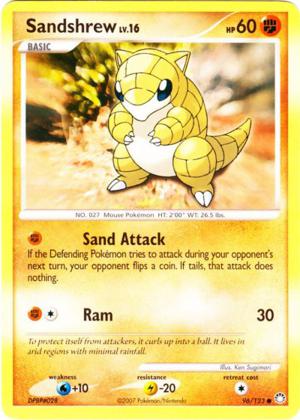 Sandshrew LV.16 HP 60
BASIC
NO. 027 Mouse Pokémon HT: 2'00" WT: 26.5 lbs.
Sand Attack
If the Defending Pokémon tries to attack during your opponent's
next turn, your opponent flips a coin. If tails, that attack does
nothing.
Ram 30
To protect itself from attackers, it curls up into a ball. It lives in
an arid region with minimal rainfall.
Illus. Ken Sugimori
weakness resistance retreat cost
+10 -20
DPBP#028 ©2007 Pokémon/Nintendo 96/123